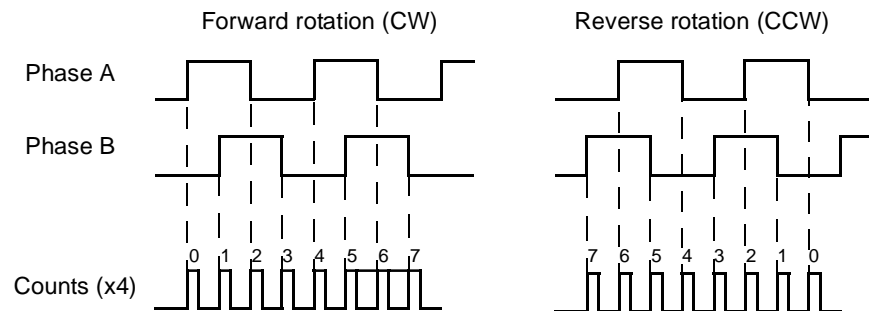 Forward rotation (CW)
Reverse rotation (CCW)
Phase A
Phase B
0 1 2 3 4 5 6 7
7 6 5 4 3 2 1 0
Counts (x4)